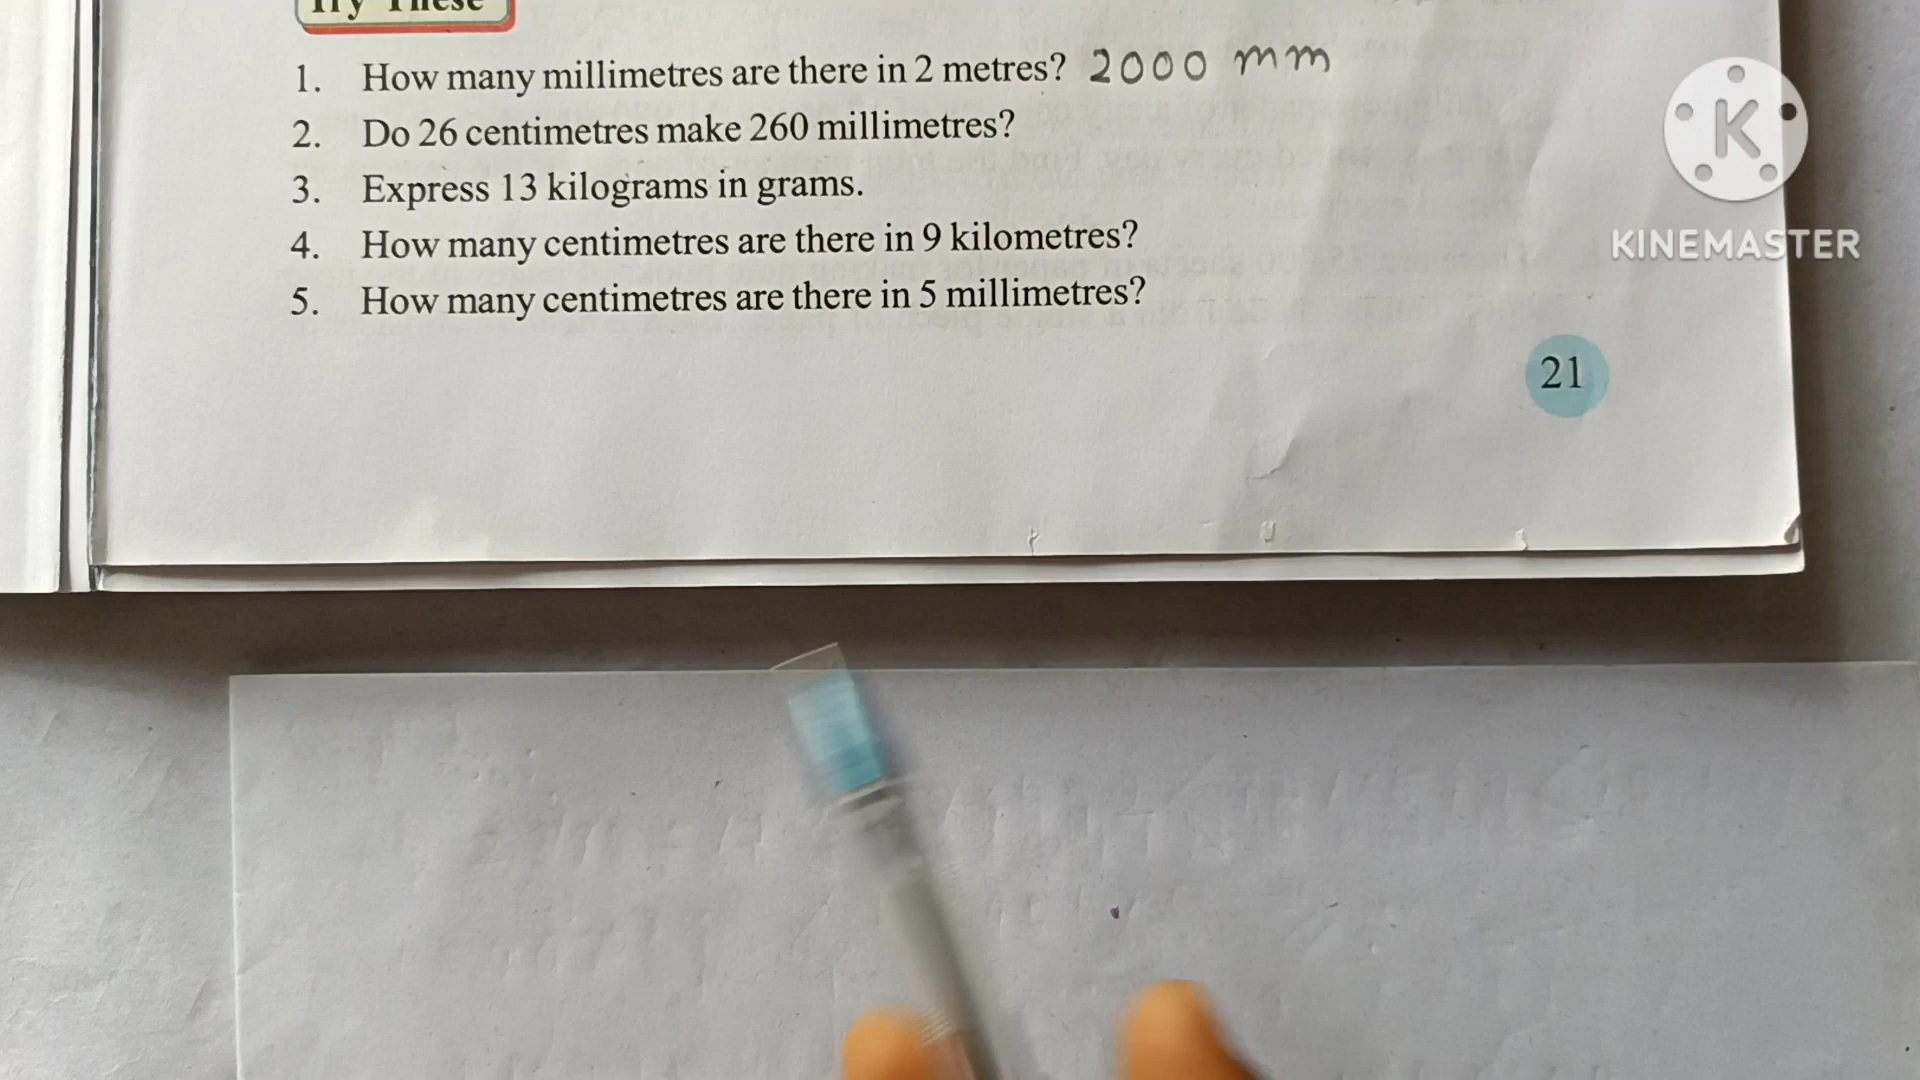 Try These
1. How many millimetres are there in 2 metres? 2000 mm
2. Do 26 centimetres make 260 millimetres?
3. Express 13 kilograms in grams.
4. How many centimetres are there in 9 kilometres?
5. How many centimetres are there in 5 millimetres?
21
K
KINEMASTER